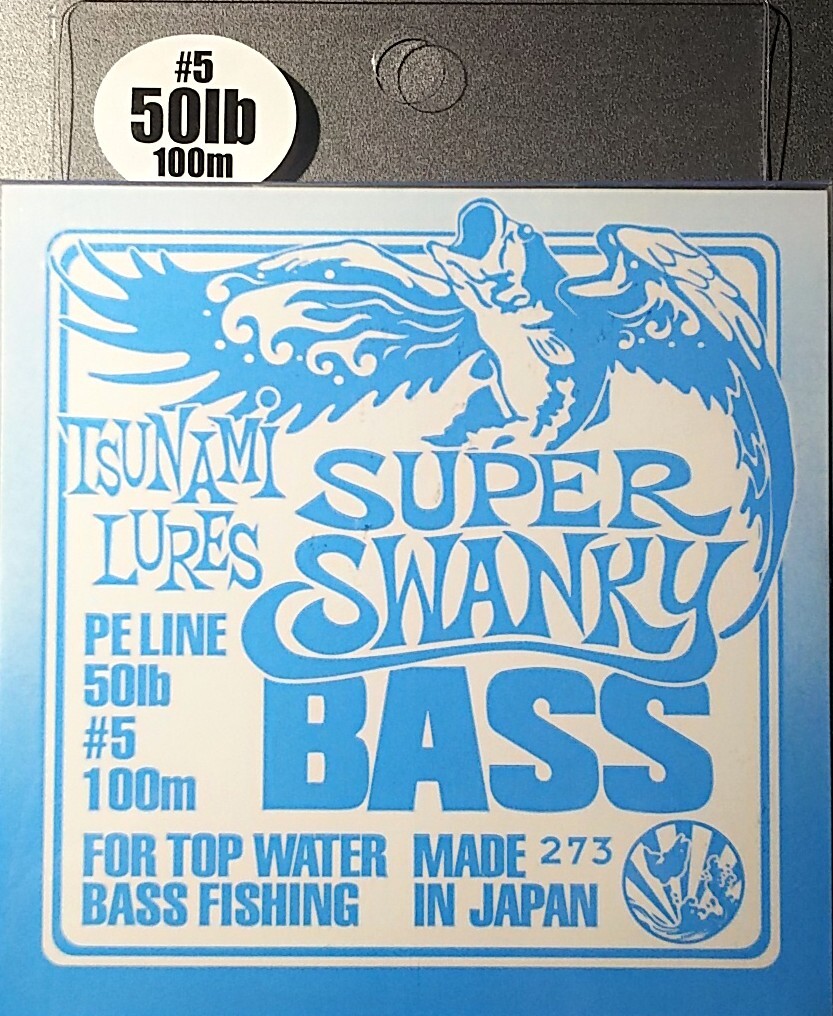 #5
50lb
100m
TSUNAMI
LURES
SUPER
SWANKY
BASS
PE LINE
50lb
#5
100m
FOR TOP WATER
BASS FISHING
MADE 273
IN JAPAN